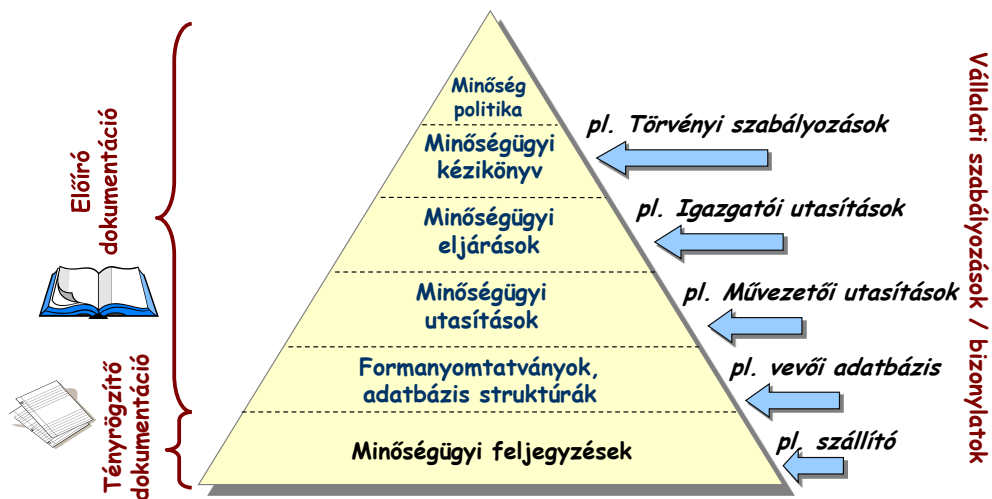 Minőség
politika
Minőségügyi
kézikönyv
Minőségügyi
eljárások
Minőségügyi
utasítások
Formanyomtatványok,
adatbázis struktúrák
Minőségügyi feljegyzések
Előíró
dokumentáció
Tényrögzítő
dokumentáció
pl. Törvényi szabályozások
pl. Igazgatói utasítások
pl. Művezetői utasítások
pl. vevői adatbázis
pl. szállító
Vállalati szabályozások / bizonylatok